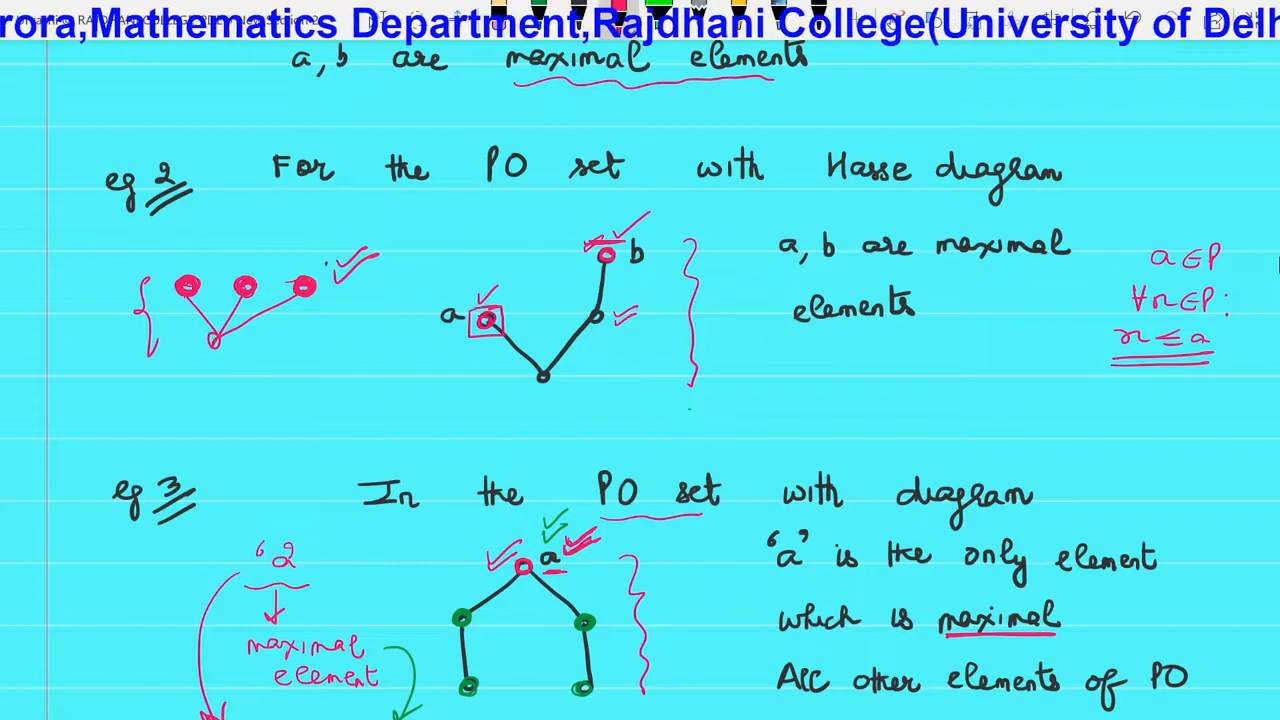 rora,Mathematics Department,Rajdhani College(University of Delh
a, b are maximal elements
eg 2 For the PO set with Hasse diagram
a, b are maximal
elements
a
b
a ∈ P
∀ x ∈ P :
x ≤ a
eg 3 In the PO set with diagram
a
'a' is the only element
which is maximal
All other elements of PO
'a
maximal
element